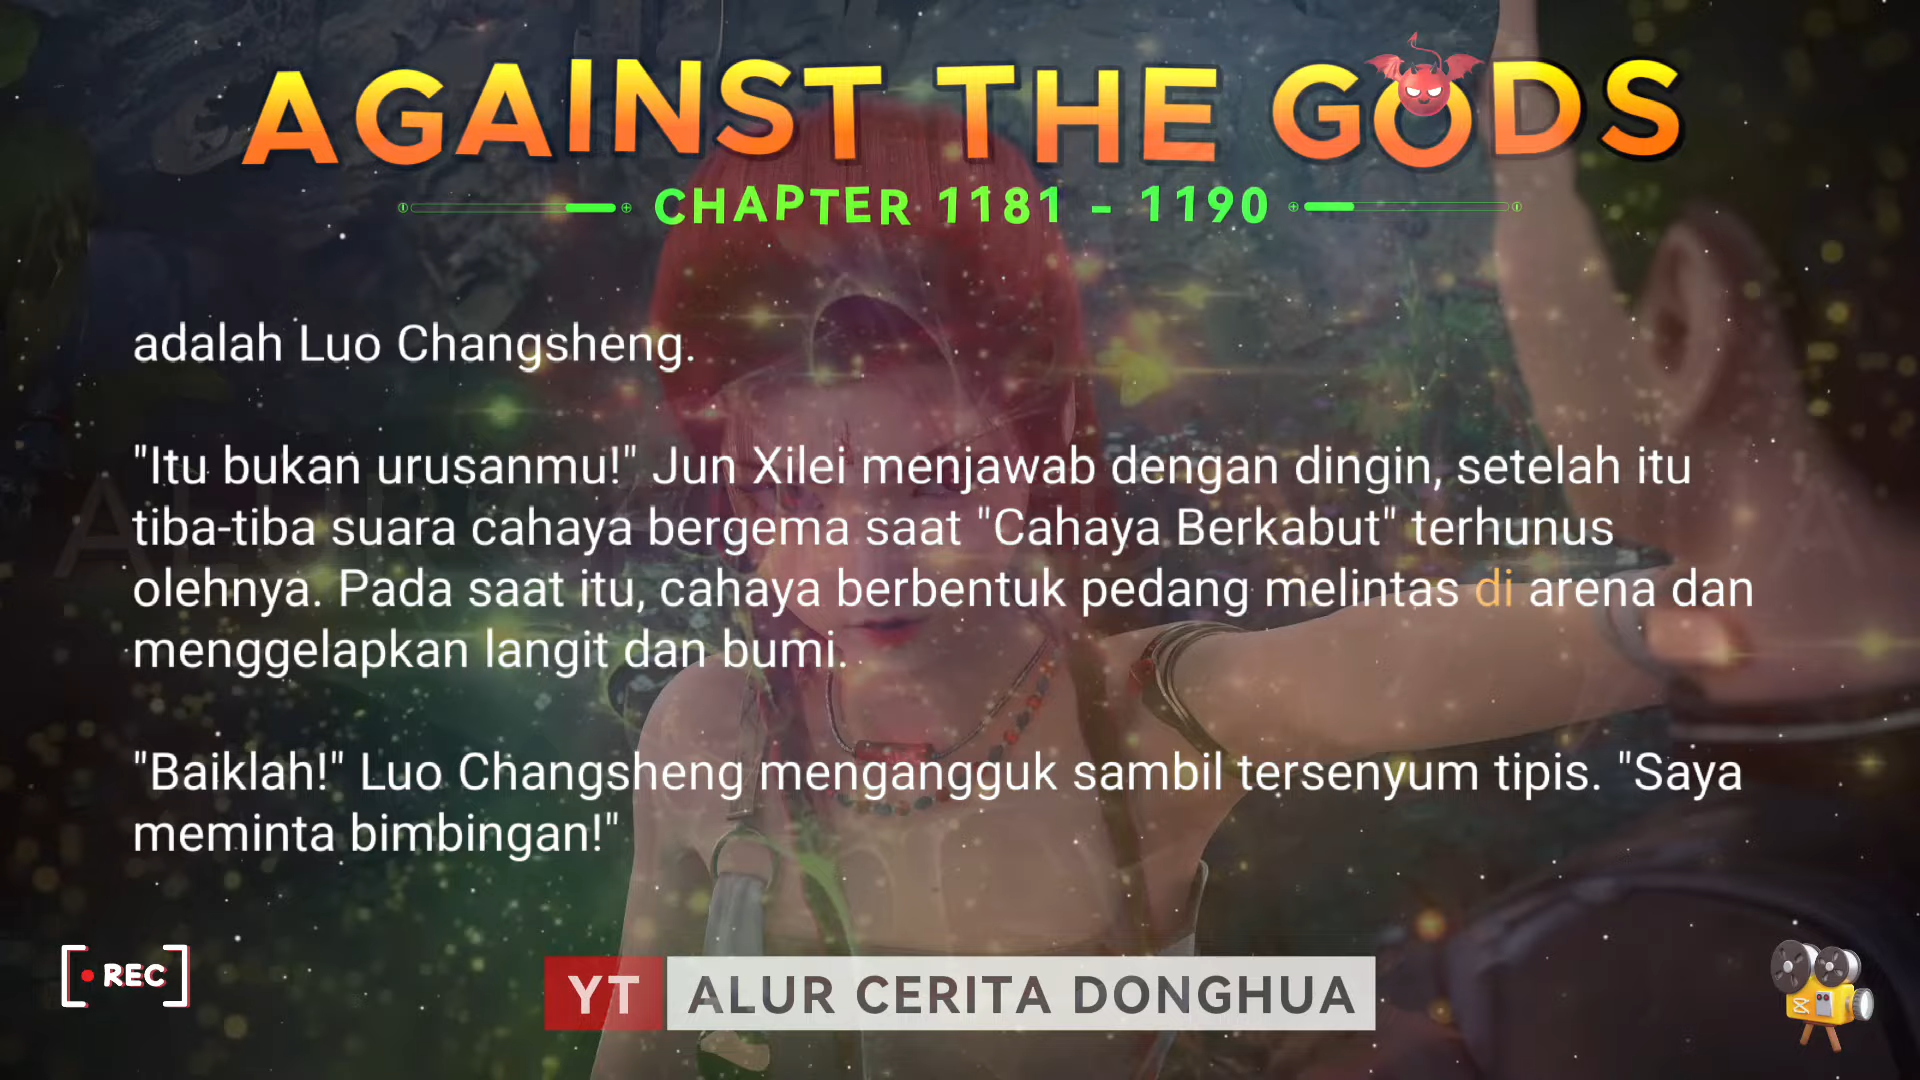 AGAINST THE GODS
CHAPTER 1181 - 1190
adalah Luo Changsheng.
"Itu bukan urusanmu!" Jun Xilei menjawab dengan dingin, setelah itu
tiba-tiba suara cahaya bergema saat "Cahaya Berkabut" terhunus
olehnya. Pada saat itu, cahaya berbentuk pedang melintas di arena dan
menggelapkan langit dan bumi.
"Baiklah!" Luo Changsheng mengangguk sambil tersenyum tipis. "Saya
meminta bimbingan!"
REC
YT ALUR CERITA DONGHUA